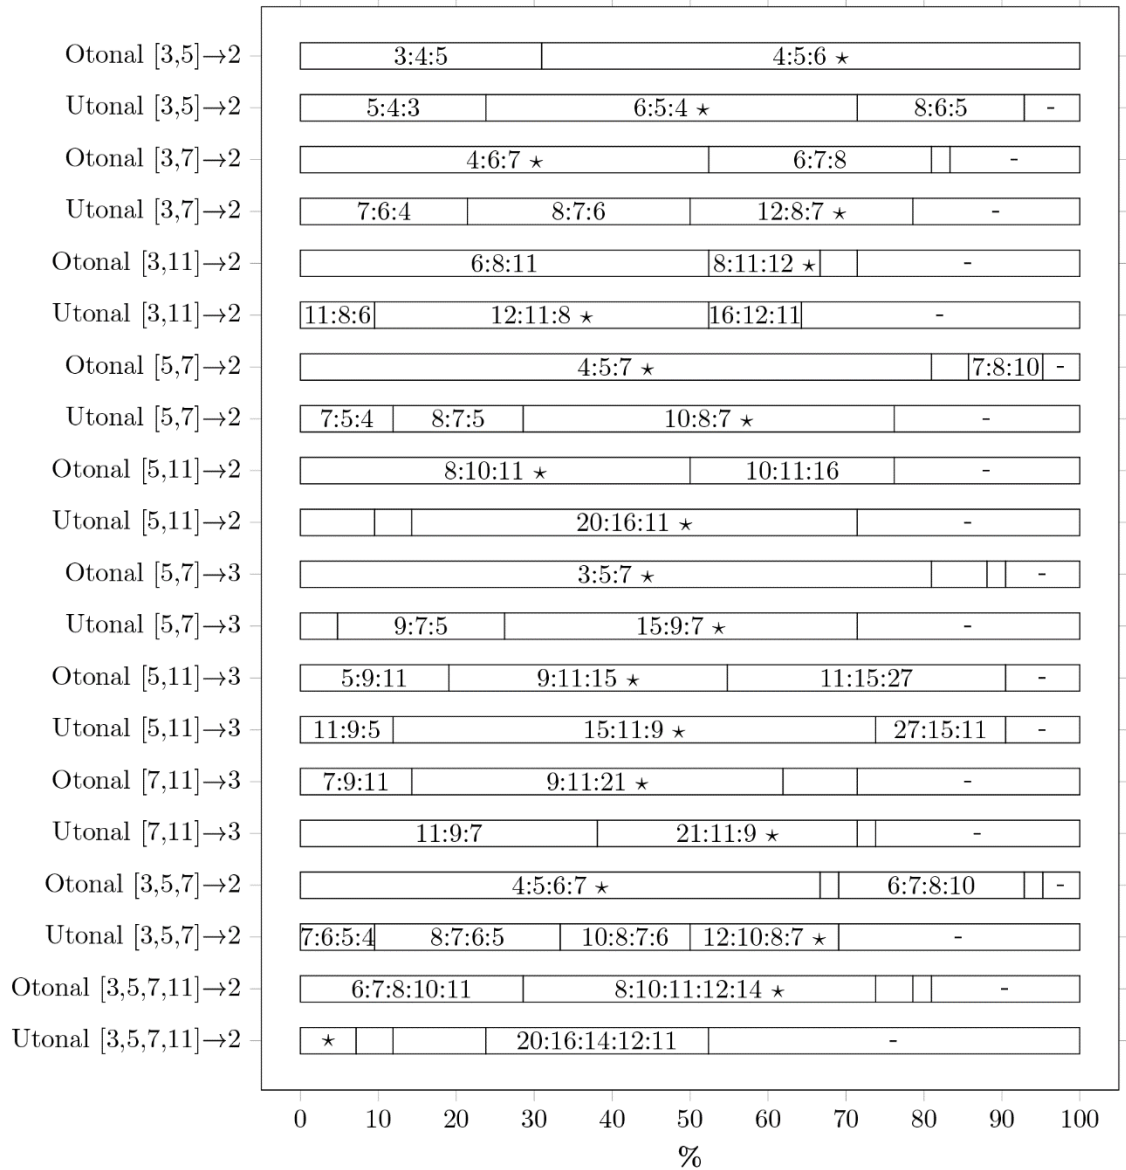 Otonal [3,5]→2 3:4:5 4:5:6 ⋆
Utonal [3,5]→2 5:4:3 6:5:4 ⋆ 8:6:5 -
Otonal [3,7]→2 4:6:7 ⋆ 6:7:8 -
Utonal [3,7]→2 7:6:4 8:7:6 12:8:7 ⋆ -
Otonal [3,11]→2 6:8:11 8:11:12 ⋆ -
Utonal [3,11]→2 11:8:6 12:11:8 ⋆ 16:12:11 -
Otonal [5,7]→2 4:5:7 ⋆ 7:8:10 -
Utonal [5,7]→2 7:5:4 8:7:5 10:8:7 ⋆ -
Otonal [5,11]→2 8:10:11 ⋆ 10:11:16 -
Utonal [5,11]→2 20:16:11 ⋆ -
Otonal [5,7]→3 3:5:7 ⋆ -
Utonal [5,7]→3 9:7:5 15:9:7 ⋆ -
Otonal [5,11]→3 5:9:11 9:11:15 ⋆ 11:15:27 -
Utonal [5,11]→3 11:9:5 15:11:9 ⋆ 27:15:11 -
Otonal [7,11]→3 7:9:11 9:11:21 ⋆ -
Utonal [7,11]→3 11:9:7 21:11:9 ⋆ -
Otonal [3,5,7]→2 4:5:6:7 ⋆ 6:7:8:10 -
Utonal [3,5,7]→2 7:6:5:4 8:7:6:5 10:8:7:6 12:10:8:7 ⋆ -
Otonal [3,5,7,11]→2 6:7:8:10:11 8:10:11:12:14 ⋆ -
Utonal [3,5,7,11]→2 ⋆ 20:16:14:12:11 -
0 10 20 30 40 50 60 70 80 90 100
%